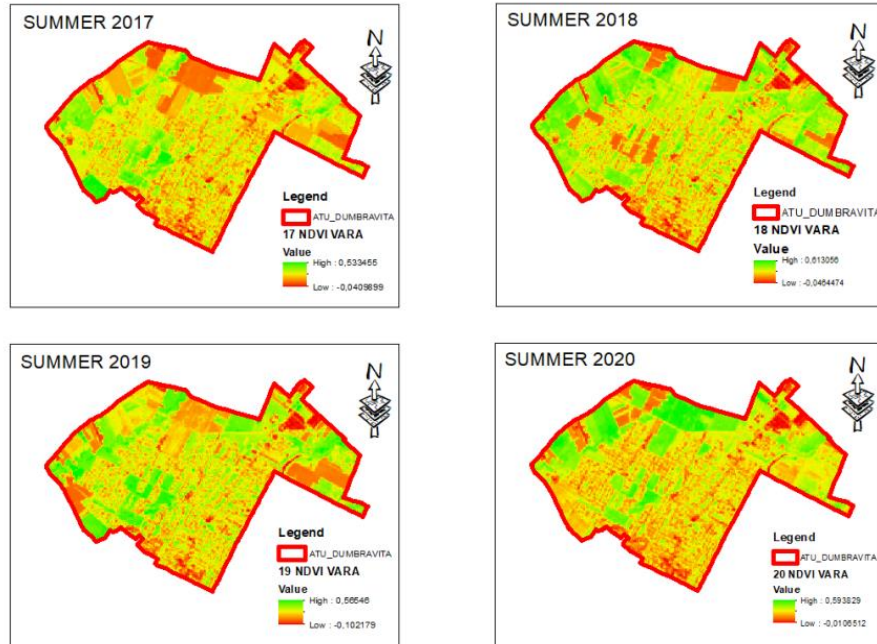 SUMMER 2017
N
Legend
ATU_DUMBRAVITA
17 NDVI VARA
Value
High : 0,533455
Low : -0,0409899
SUMMER 2018
N
Legend
ATU_DUMBRAVITA
18 NDVI VARA
Value
High : 0,613056
Low : -0,0464474
SUMMER 2019
N
Legend
ATU_DUMBRAVITA
19 NDVI VARA
Value
High : 0,56546
Low : -0,102179
SUMMER 2020
N
Legend
ATU_DUMBRAVITA
20 NDVI VARA
Value
High : 0,593829
Low : -0,0106512